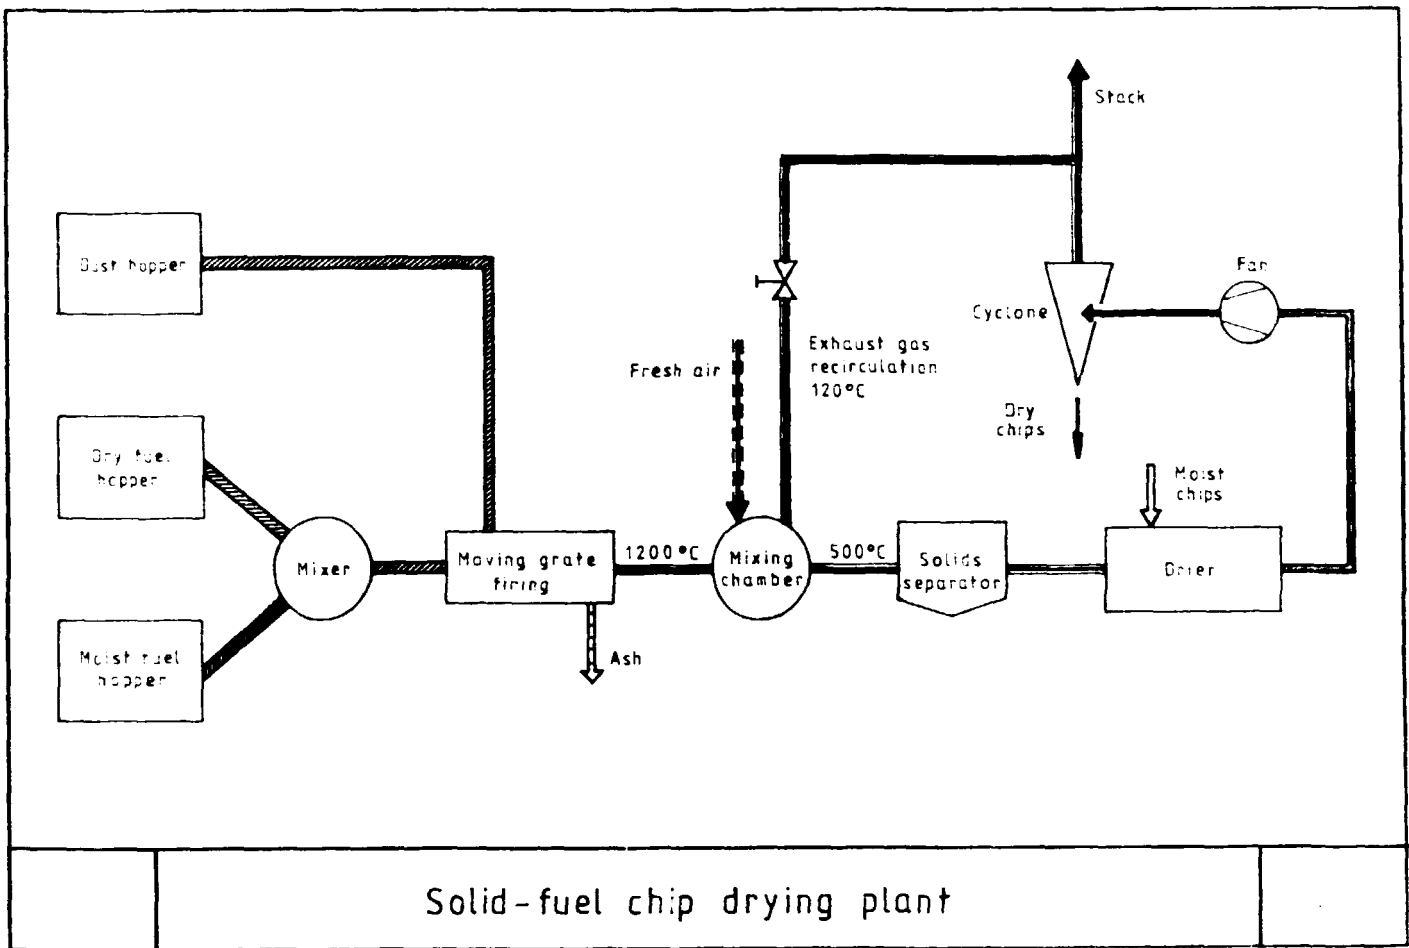 Stack
Dust hopper
Fan
Cyclone
Exhaust gas
recirculation
120°C
Fresh air
Dry
chips
Dry fuel
hopper
Moist
chips
Mixer
Moving grate
firing
1200°C
Mixing
chamber
500°C
Solids
separator
Drier
Ash
Moist fuel
hopper
Solid-fuel chip drying plant